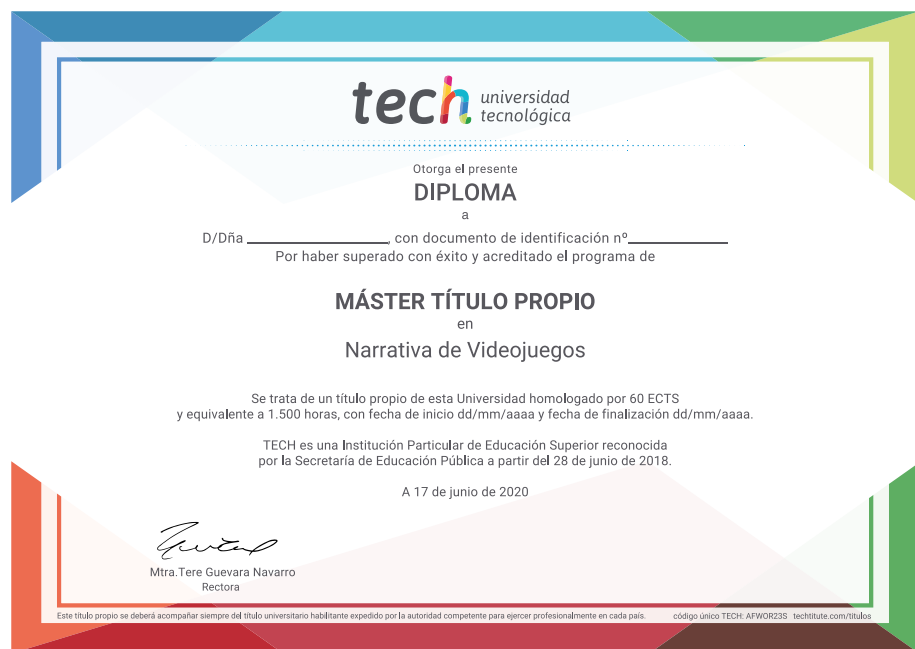 tech universidad
tecnológica
Otorga el presente
DIPLOMA
a
D/Dña ____________________, con documento de identificación nº______________
Por haber superado con éxito y acreditado el programa de
MÁSTER TÍTULO PROPIO
en
Narrativa de Videojuegos
Se trata de un título propio de esta Universidad homologado por 60 ECTS
y equivalente a 1.500 horas, con fecha de inicio dd/mm/aaaa y fecha de finalización dd/mm/aaaa.
TECH es una Institución Particular de Educación Superior reconocida
por la Secretaría de Educación Pública a partir del 28 de junio de 2018.
A 17 de junio de 2020
Mtra.Tere Guevara Navarro
Rectora
Este título propio se deberá acompañar siempre del título universitario habilitante expedido por la autoridad competente para ejercer profesionalmente en cada país. código único TECH: AFWOR23S techtitute.com/titulos